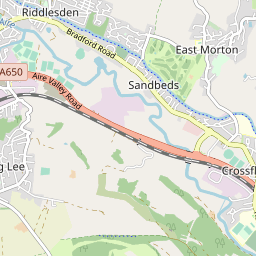 Riddlesden
Bradford Road
East Morton
A650
Aire Valley Road
Sandbeds
g Lee
Crossfl